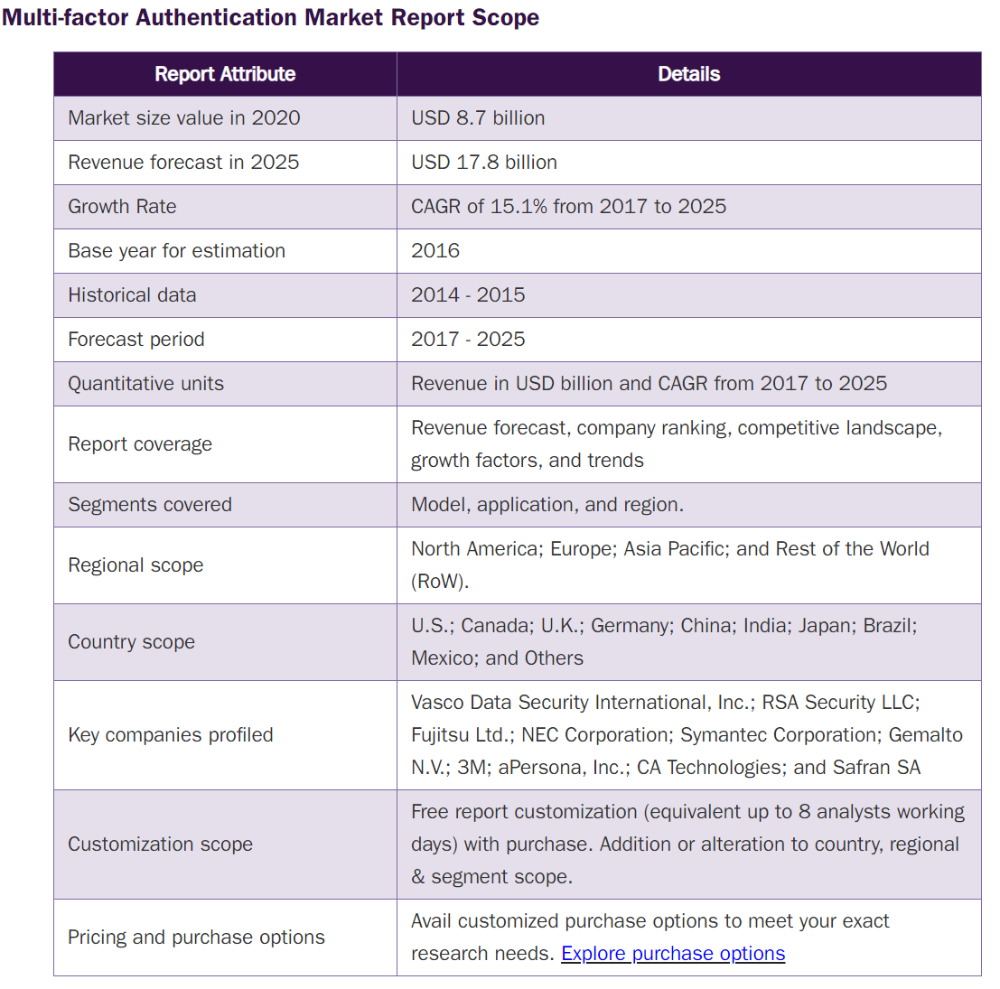 Multi-factor Authentication Market Report Scope
Report Attribute Details
Market size value in 2020 USD 8.7 billion
Revenue forecast in 2025 USD 17.8 billion
Growth Rate CAGR of 15.1% from 2017 to 2025
Base year for estimation 2016
Historical data 2014 - 2015
Forecast period 2017 - 2025
Quantitative units Revenue in USD billion and CAGR from 2017 to 2025
Report coverage
Revenue forecast, company ranking, competitive landscape,
growth factors, and trends
Segments covered Model, application, and region.
Regional scope
North America; Europe; Asia Pacific; and Rest of the World
(RoW).
Country scope
U.S.; Canada; U.K.; Germany; China; India; Japan; Brazil;
Mexico; and Others
Key companies profiled
Vasco Data Security International, Inc.; RSA Security LLC;
Fujitsu Ltd.; NEC Corporation; Symantec Corporation; Gemalto
N.V.; 3M; aPersona, Inc.; CA Technologies; and Safran SA
Customization scope
Free report customization (equivalent up to 8 analysts working
days) with purchase. Addition or alteration to country, regional
& segment scope.
Pricing and purchase options
Avail customized purchase options to meet your exact
research needs. Explore purchase options